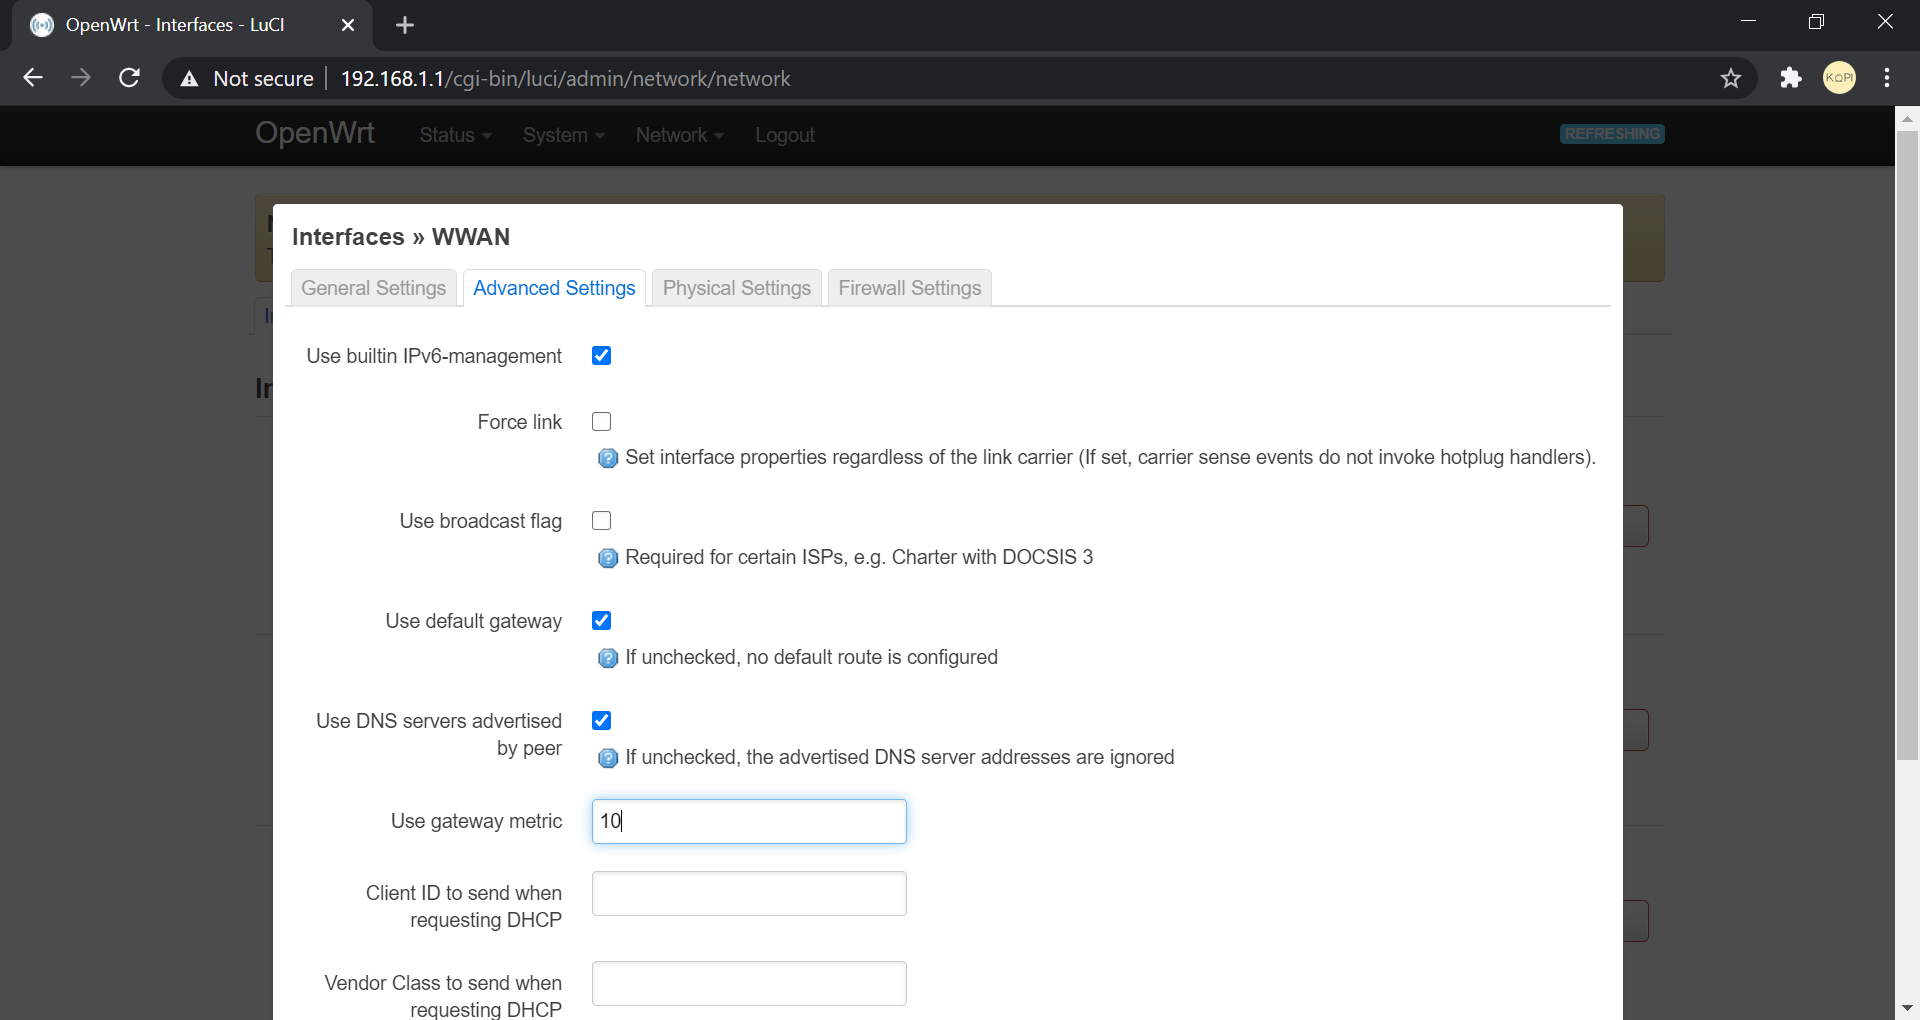 OpenWrt - Interfaces - LuCI
Not secure 192.168.1.1/cgi-bin/luci/admin/network/network
KOPI
OpenWrt Status System Network Logout REFRESHING
Interfaces » WWAN
General Settings Advanced Settings Physical Settings Firewall Settings
Use builtin IPv6-management
Force link
Set interface properties regardless of the link carrier (If set, carrier sense events do not invoke hotplug handlers).
Use broadcast flag
Required for certain ISPs, e.g. Charter with DOCSIS 3
Use default gateway
If unchecked, no default route is configured
Use DNS servers advertised
by peer
If unchecked, the advertised DNS server addresses are ignored
Use gateway metric 10
Client ID to send when
requesting DHCP
Vendor Class to send when
requesting DHCP